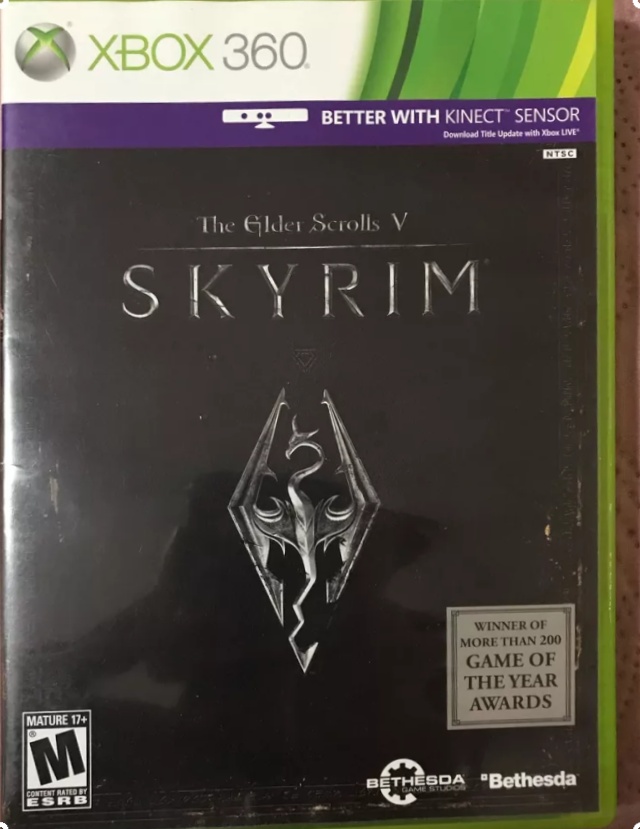 XBOX 360®
BETTER WITH KINECT™ SENSOR
Download Title Update with Xbox LIVE®
NTSC
The Elder Scrolls V
SKYRIM®
WINNER OF
MORE THAN 200
GAME OF
THE YEAR
AWARDS
MATURE 17+
M®
CONTENT RATED BY
ESRB
BETHESDA
GAME STUDIOS
Bethesda